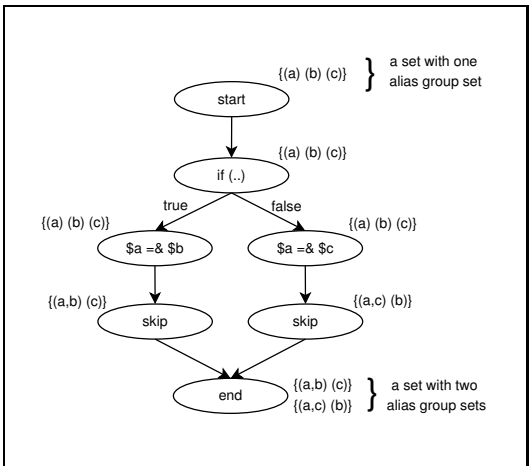 {(a) (b) (c)}
}
a set with one
alias group set
start
{(a) (b) (c)}
if (..)
true
false
{(a) (b) (c)}
{(a) (b) (c)}
$a =& $b
$a =& $c
{(a,b) (c)}
{(a,c) (b)}
skip
skip
{(a,b) (c)}
{(a,c) (b)}
}
a set with two
alias group sets
end